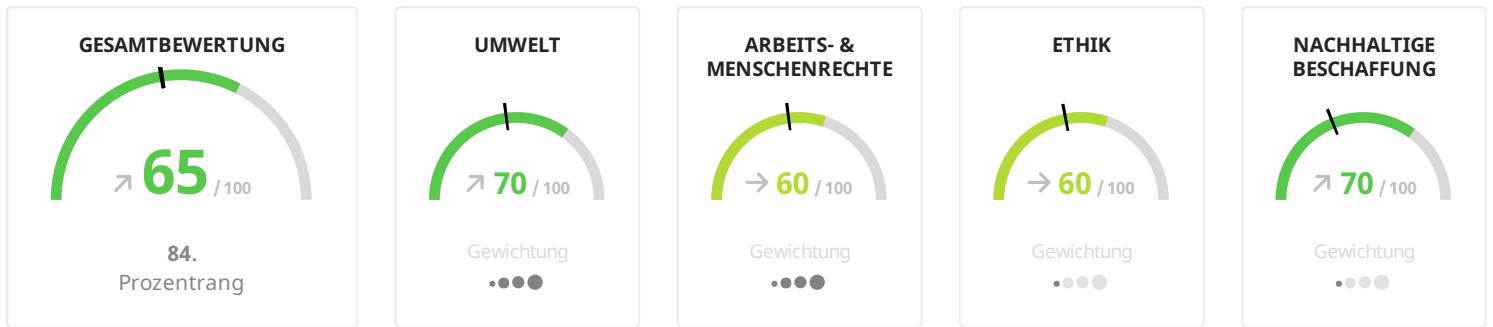 GESAMTBEWERTUNG
65 / 100
84.
Prozentrang
UMWELT
70 / 100
Gewichtung
ARBEITS- &
MENSCHENRECHTE
60 / 100
Gewichtung
ETHIK
60 / 100
Gewichtung
NACHHALTIGE
BESCHAFFUNG
70 / 100
Gewichtung